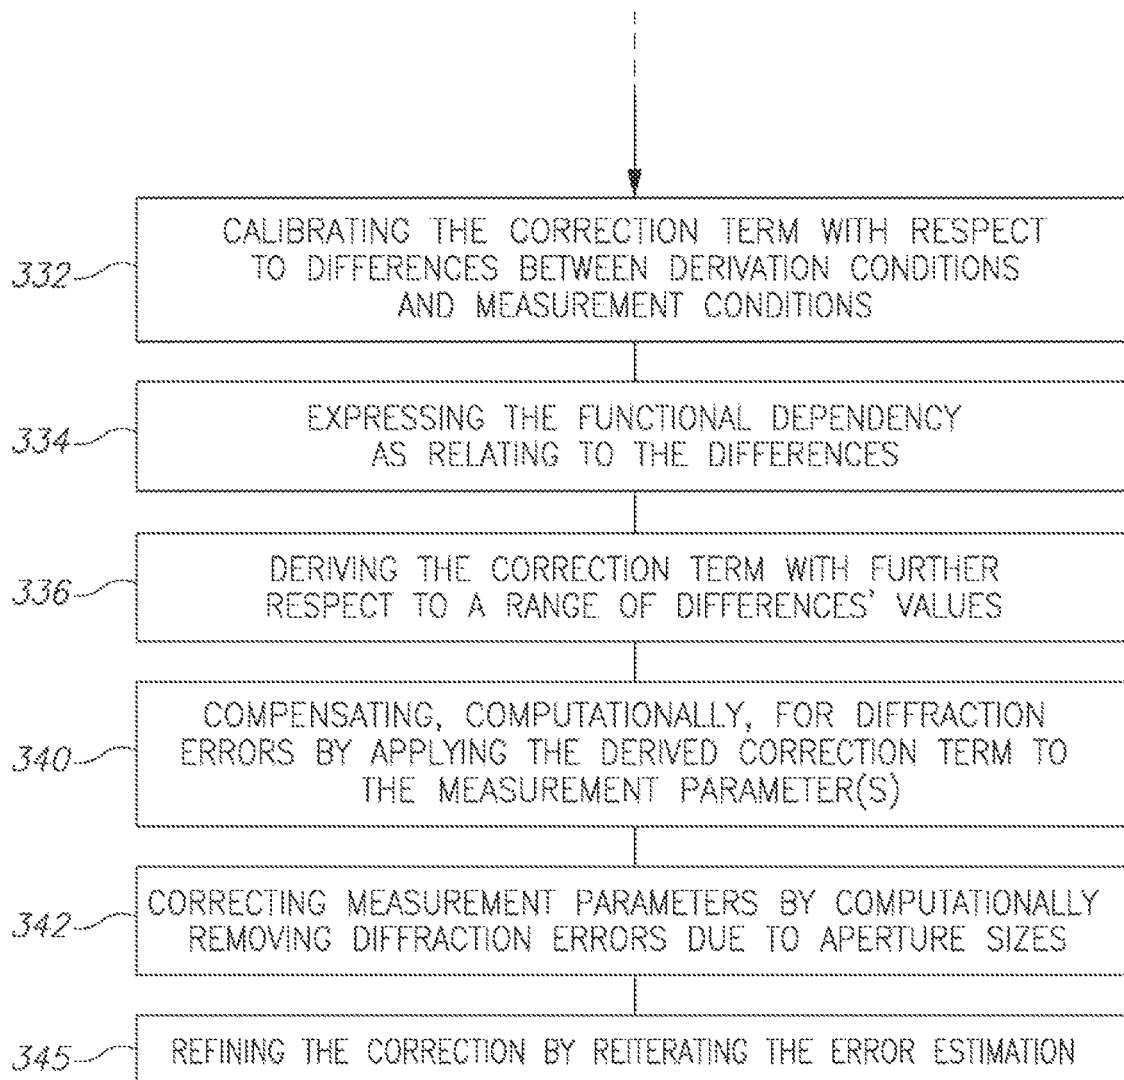 CALIBRATING THE CORRECTION TERM WITH RESPECT
332
TO DIFFERENCES BETWEEN DERIVATION CONDITIONS
AND MEASUREMENT CONDITIONS
EXPRESSING THE FUNCTIONAL DEPENDENCY
334
AS RELATING TO THE DIFFERENCES
DERIVING THE CORRECTION TERM WITH FURTHER
336
RESPECT TO A RANGE OF DIFFERENCES' VALUES
COMPENSATING, COMPUTATIONALLY, FOR DIFFRACTION
340
ERRORS BY APPLYING THE DERIVED CORRECTION TERM TO
THE MEASUREMENT PARAMETER(S)
CORRECTING MEASUREMENT PARAMETERS BY COMPUTATIONALLY
342
REMOVING DIFFRACTION ERRORS DUE TO APERTURE SIZES
345
REFINING THE CORRECTION BY REITERATING THE ERROR ESTIMATION